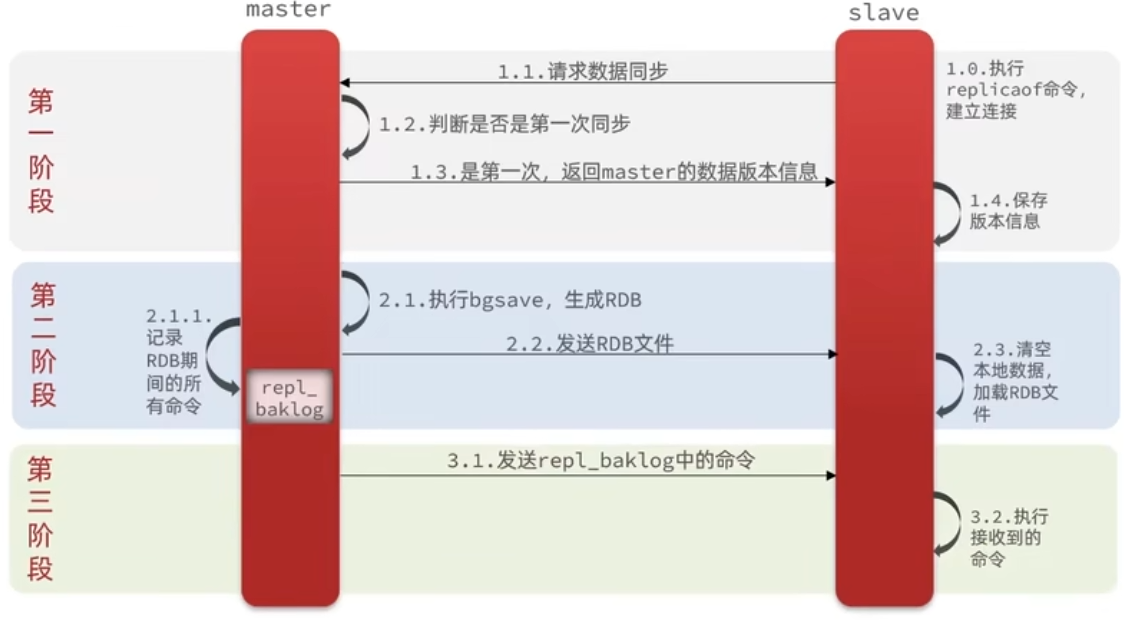 master
slave
第
一
阶
段
1.0.执行
replicaof命令，
建立连接
1.1.请求数据同步
1.2.判断是否是第一次同步
1.3.是第一次，返回master的数据版本信息
1.4.保存
版本信息
第
二
阶
段
2.1.执行bgsave，生成RDB
2.1.1.
记录
RDB期
间的所
有命令
repl_
baklog
2.2.发送RDB文件
2.3.清空
本地数据，
加载RDB文
件
第
三
阶
段
3.1.发送repl_baklog中的命令
3.2.执行
接收到的
命令